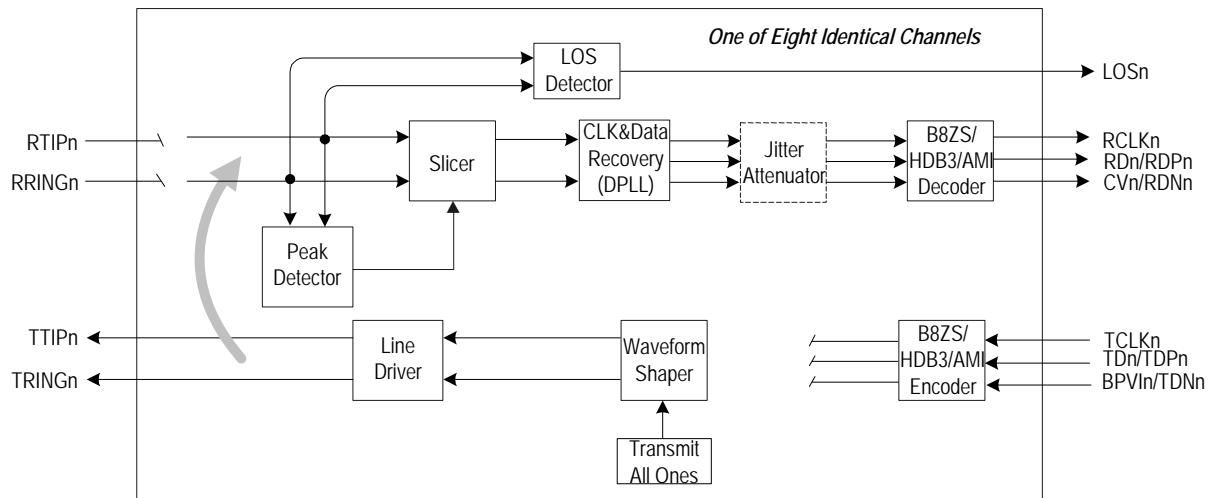 One of Eight Identical Channels
LOS
Detector
LOSn
RTIPn
RRINGn
Slicer
CLK&Data
Recovery
(DPLL)
Jitter
Attenuator
B8ZS/
HDB3/AMI
Decoder
RCLKn
RDn/RDPn
CVn/RDNn
Peak
Detector
TTIPn
TRINGn
Line
Driver
Waveform
Shaper
B8ZS/
HDB3/AMI
Encoder
TCLKn
TDn/TDPn
BPVIn/TDNn
Transmit
All Ones